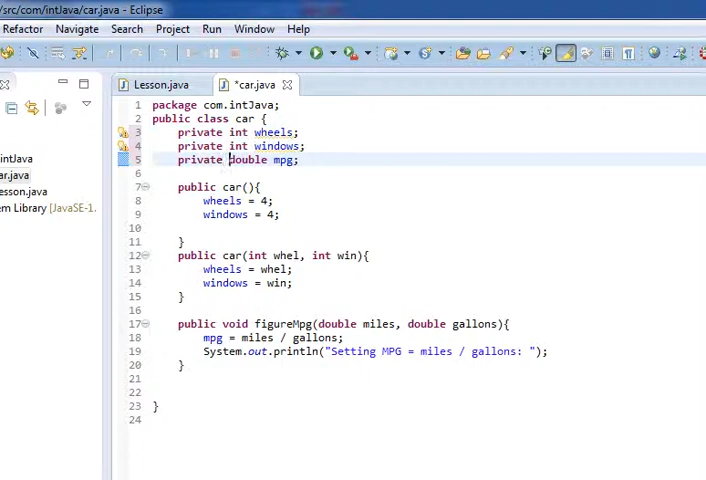 /src/com/intJava/car.java - Eclipse
Refactor Navigate Search Project Run Window Help
Lesson.java *car.java
intJava
ar.java
esson.java
em Library [JavaSE-1.
1 package com.intJava;
2 public class car {
3 private int wheels;
4 private int windows;
5 private double mpg;
6
7 public car(){
8 wheels = 4;
9 windows = 4;
10
11 }
12 public car(int whel, int win){
13 wheels = whel;
14 windows = win;
15 }
16
17 public void figureMpg(double miles, double gallons){
18 mpg = miles / gallons;
19 System.out.println("Setting MPG = miles / gallons: ");
20 }
21
22
23 }
24